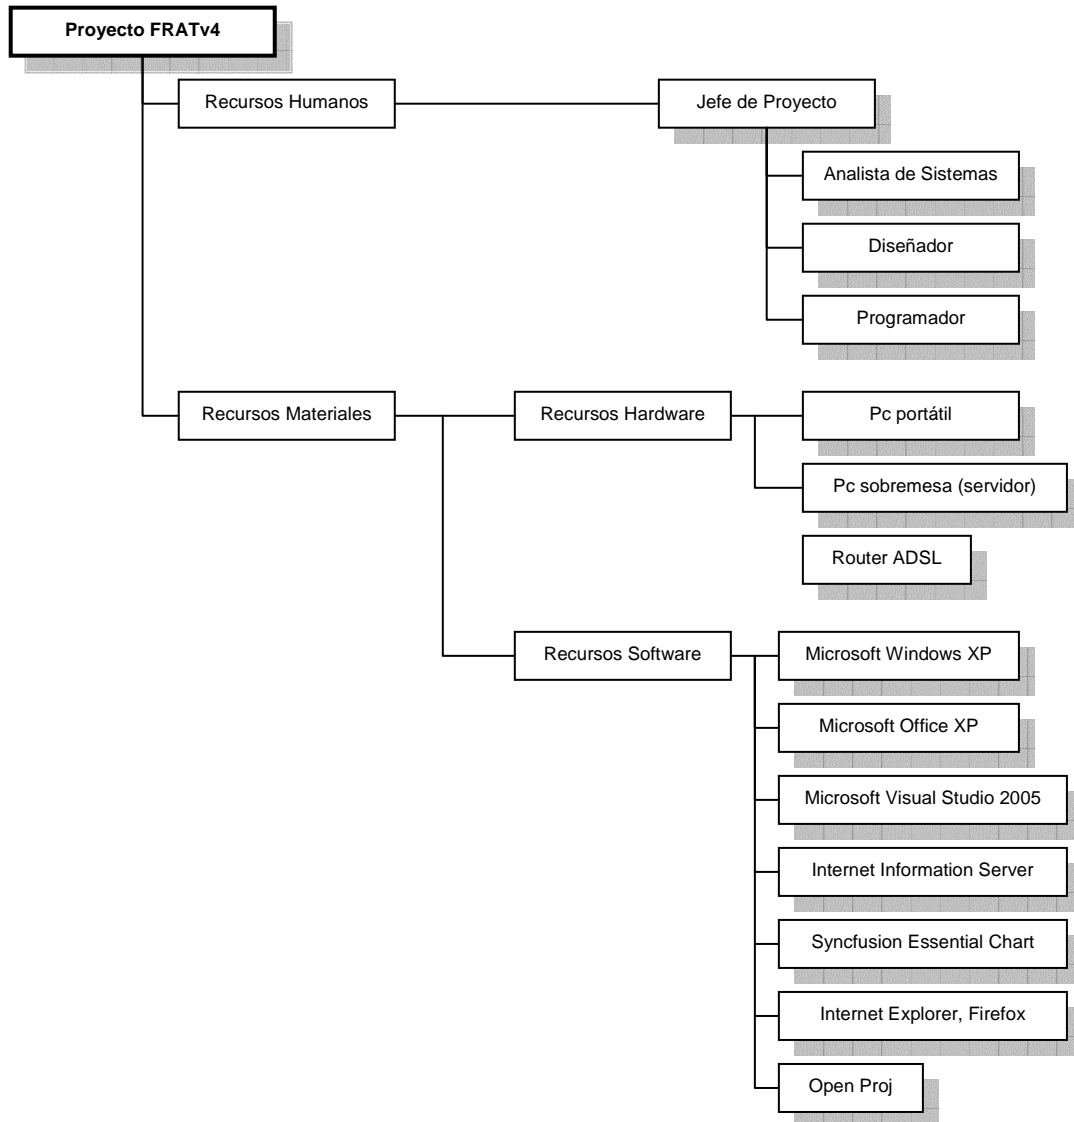 Proyecto FRATv4
Recursos Humanos
Jefe de Proyecto
Analista de Sistemas
Diseñador
Programador
Recursos Materiales
Recursos Hardware
Pc portátil
Pc sobremesa (servidor)
Router ADSL
Recursos Software
Microsoft Windows XP
Microsoft Office XP
Microsoft Visual Studio 2005
Internet Information Server
Syncfusion Essential Chart
Internet Explorer, Firefox
Open Proj